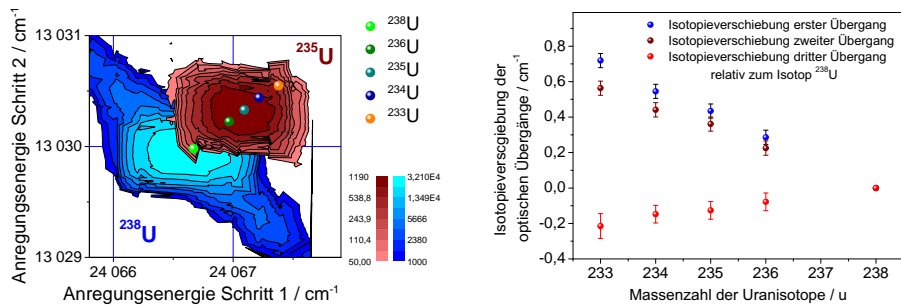 ²³⁸U
²³⁶U
²³⁵U
²³⁴U
²³³U
²³⁵U
²³⁸U
13 031
13 030
13 029
Anregungsenergie Schritt 2 / cm⁻¹
24 066
24 067
Anregungsenergie Schritt 1 / cm⁻¹
1190
538,8
243,9
110,4
50,00
3,210E4
1,349E4
5666
2380
1000
Isotopieverschiebung erster Übergang
Isotopieverschiebung zweiter Übergang
Isotopieverschiebung dritter Übergang
relativ zum Isotop ²³⁸U
Isotopieverscgiebung der
optischen Übergänge / cm⁻¹
1,0
0,8
0,6
0,4
0,2
0,0
-0,2
-0,4
233
234
235
236
237
238
Massenzahl der Uranisotope / u